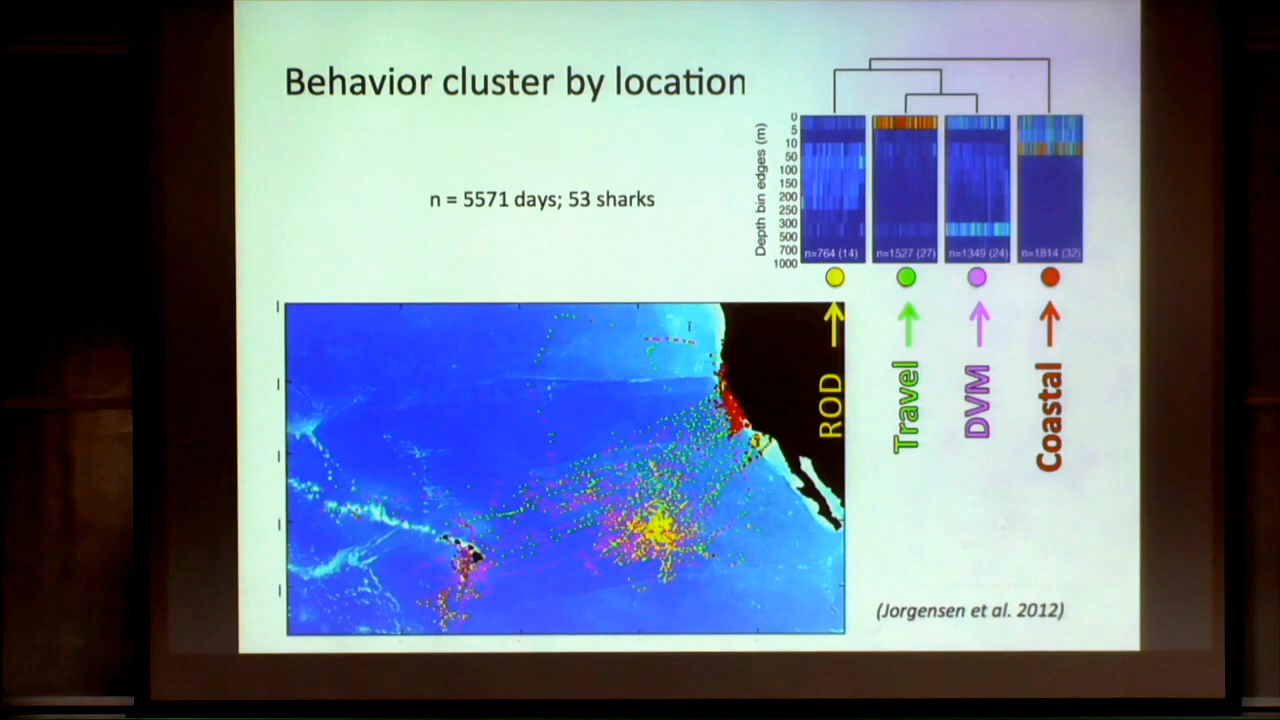 Behavior cluster by location
n = 5571 days; 53 sharks
Depth bin edges (m)
0
5
10
50
100
150
200
250
300
500
700
1000
n=764 (14)
n=1527 (27)
n=1349 (24)
n=1814 (32)
ROD
Travel
DVM
Coastal
(Jorgensen et al. 2012)